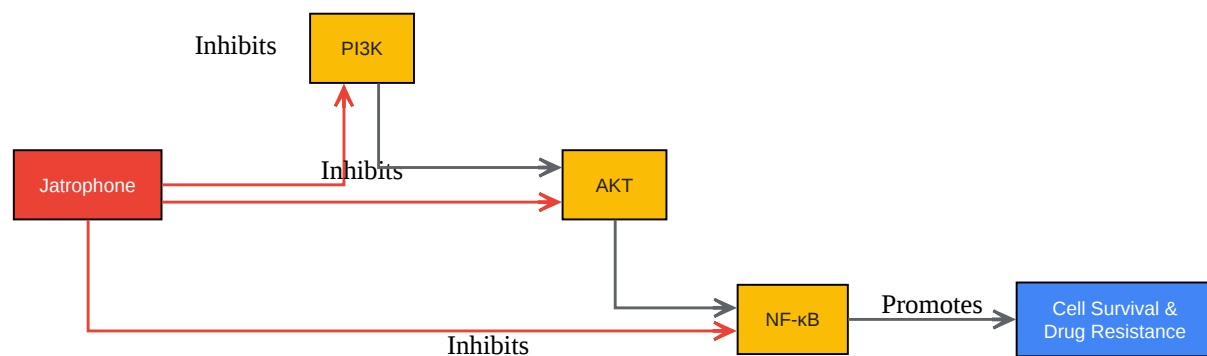 Inhibits
PI3K
Jatrophone
Inhibits
AKT
NF-κB
Promotes
Cell Survival &
Drug Resistance
Inhibits